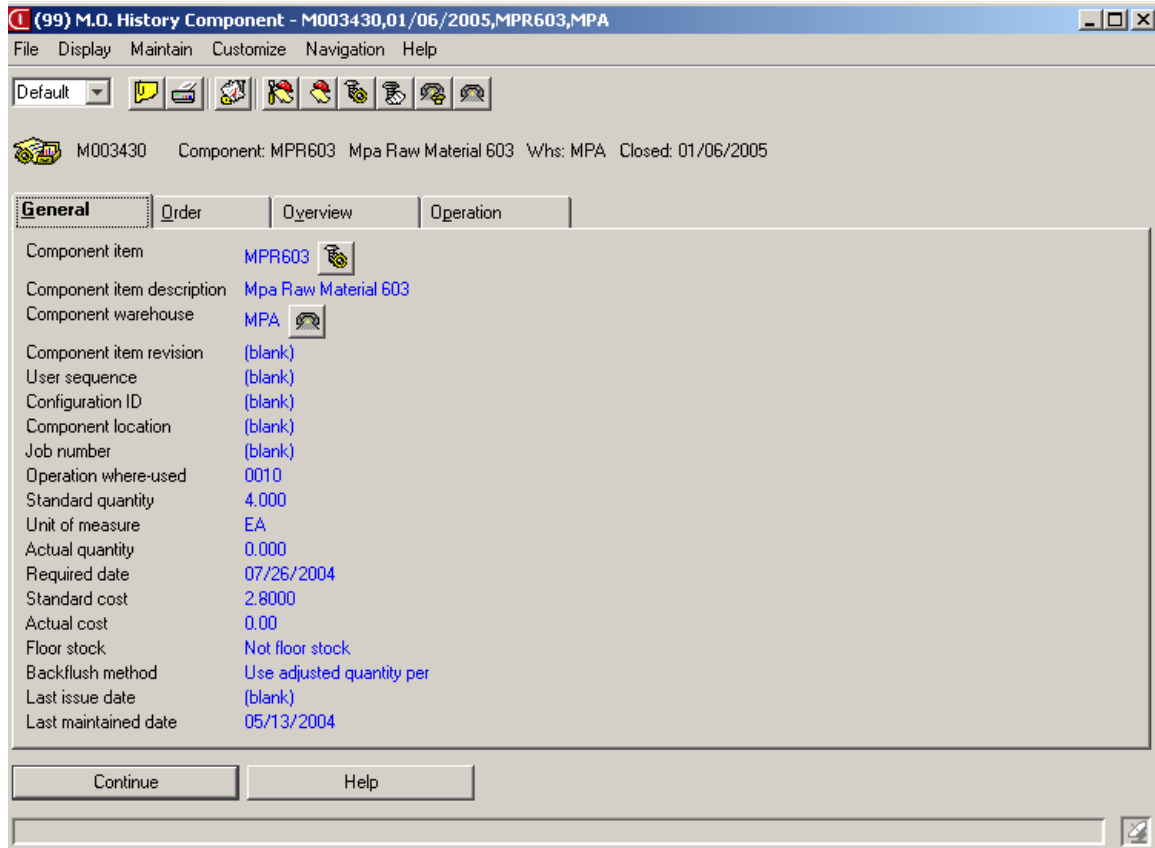 (99) M.O. History Component - M003430,01/06/2005,MPR603,MPA
File Display Maintain Customize Navigation Help
Default
M003430 Component: MPR603 Mpa Raw Material 603 Whs: MPA Closed: 01/06/2005
General Order Overview Operation
Component item MPR603
Component item description Mpa Raw Material 603
Component warehouse MPA
Component item revision (blank)
User sequence (blank)
Configuration ID (blank)
Component location (blank)
Job number (blank)
Operation where-used 0010
Standard quantity 4.000
Unit of measure EA
Actual quantity 0.000
Required date 07/26/2004
Standard cost 2.8000
Actual cost 0.00
Floor stock Not floor stock
Backflush method Use adjusted quantity per
Last issue date (blank)
Last maintained date 05/13/2004
Continue Help